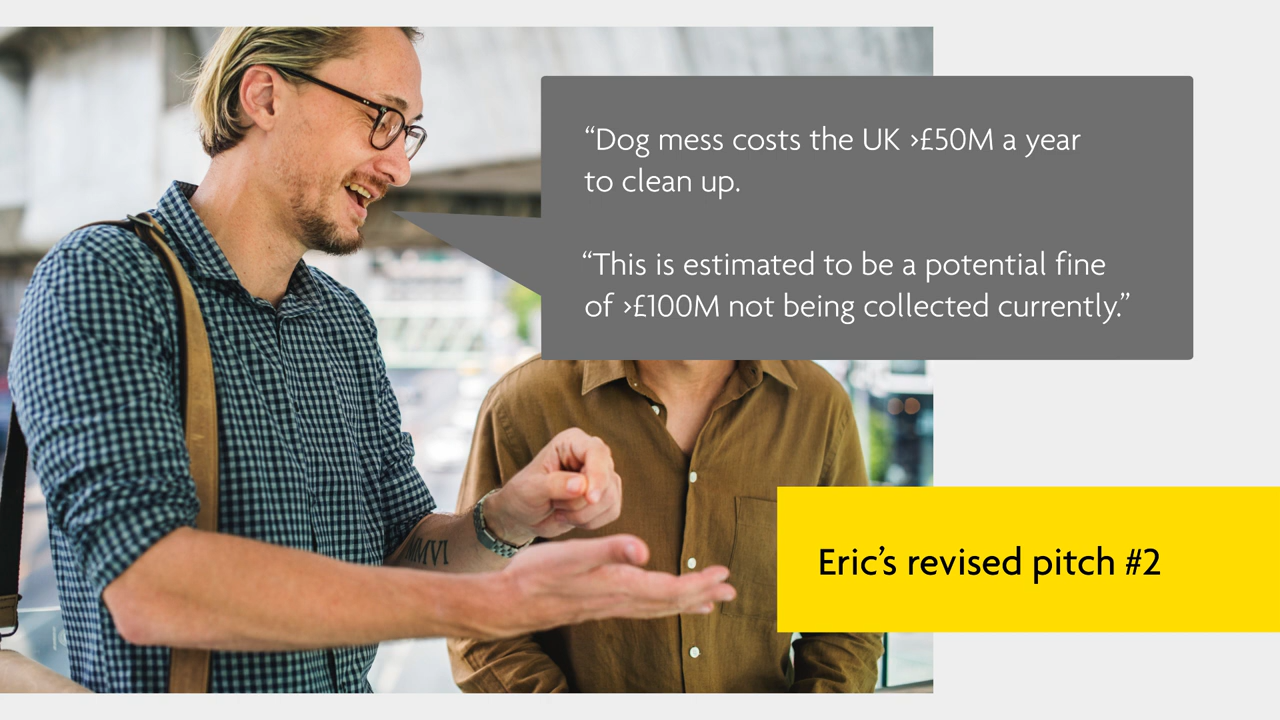 “Dog mess costs the UK >£50M a year
to clean up.
“This is estimated to be a potential fine
of >£100M not being collected currently.”
MMVI
Eric’s revised pitch #2